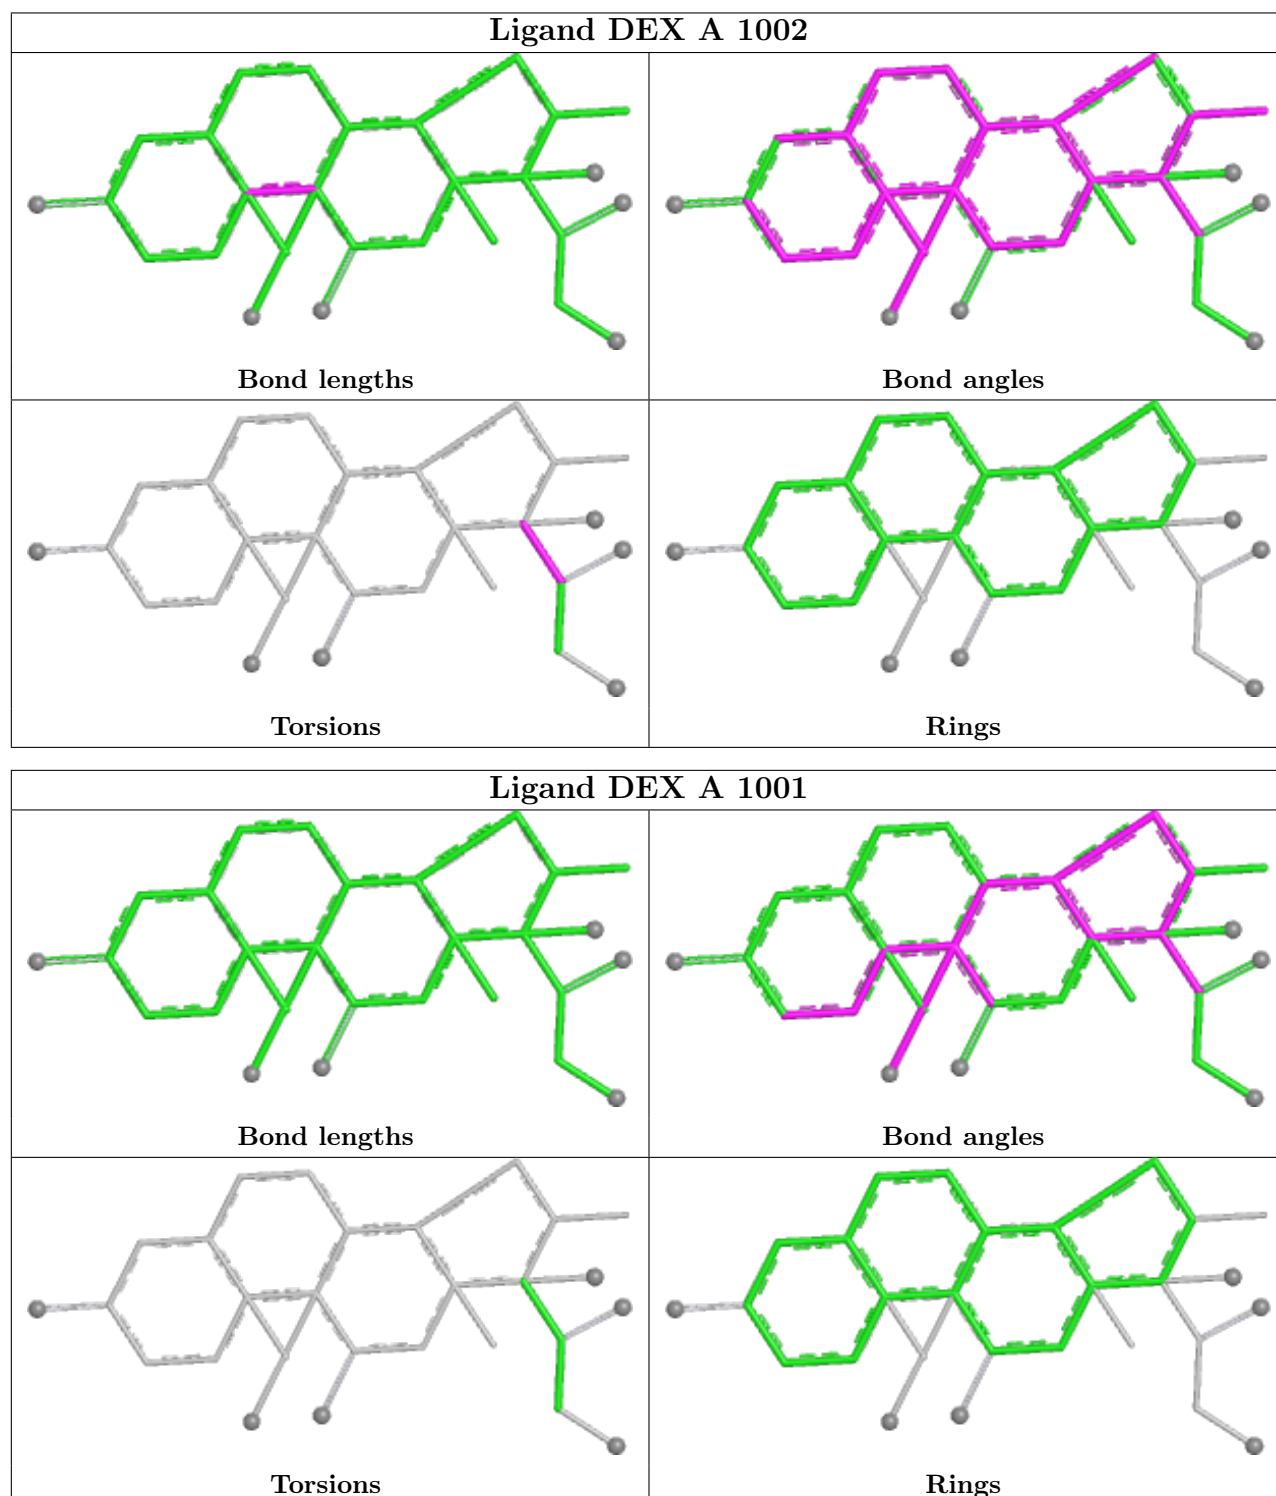 Ligand DEX A 1002
Bond lengths
Bond angles
Torsions
Rings
Ligand DEX A 1001
Bond lengths
Bond angles
Torsions
Rings